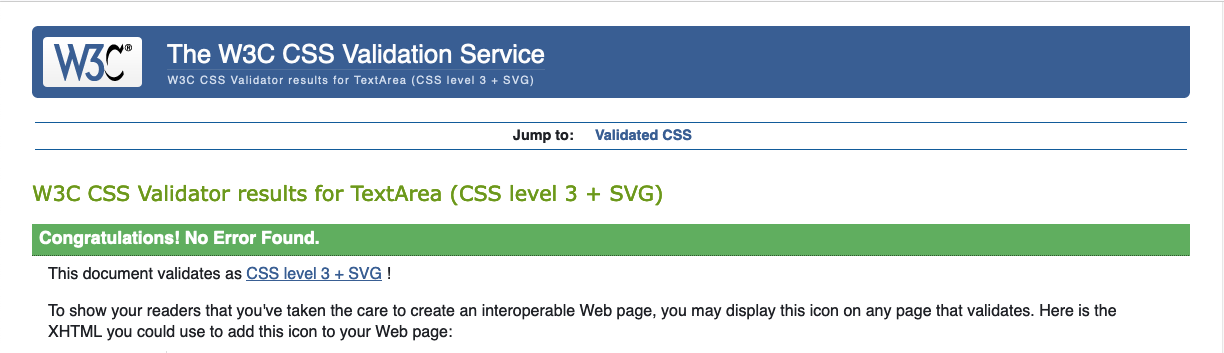 W3C® The W3C CSS Validation Service
W3C CSS Validator results for TextArea (CSS level 3 + SVG)
Jump to: Validated CSS
W3C CSS Validator results for TextArea (CSS level 3 + SVG)
Congratulations! No Error Found.
This document validates as CSS level 3 + SVG !
To show your readers that you've taken the care to create an interoperable Web page, you may display this icon on any page that validates. Here is the
XHTML you could use to add this icon to your Web page: